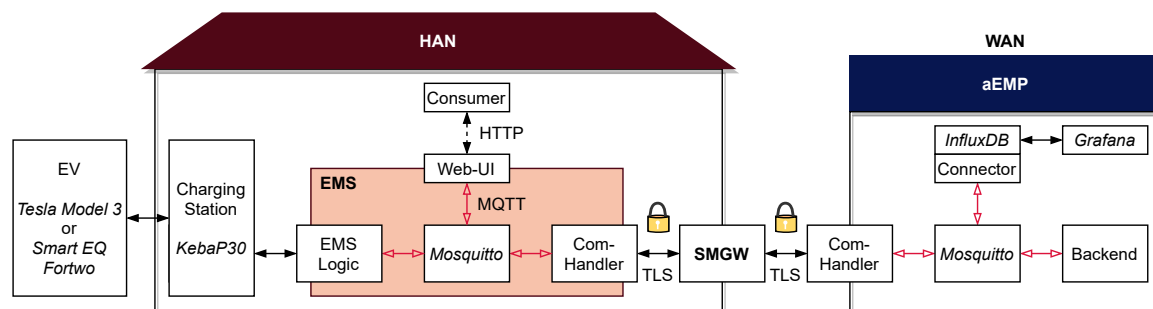 HAN
WAN
aEMP
Consumer
HTTP
InfluxDB
Grafana
Connector
EV
Tesla Model 3
or
Smart EQ
Fortwo
Charging
Station
KebaP30
EMS
Web-UI
MQTT
EMS
Logic
Mosquitto
Com-
Handler
TLS
SMGW
TLS
Com-
Handler
Mosquitto
Backend